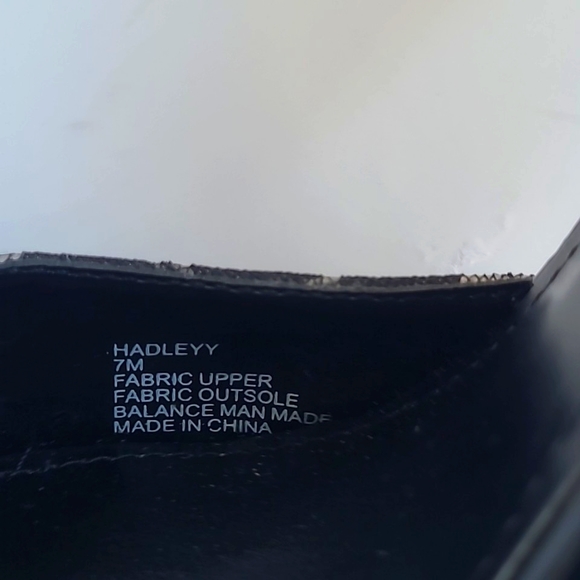 HADLEYY
7M
FABRIC UPPER
FABRIC OUTSOLE
BALANCE MAN MADE
MADE IN CHINA